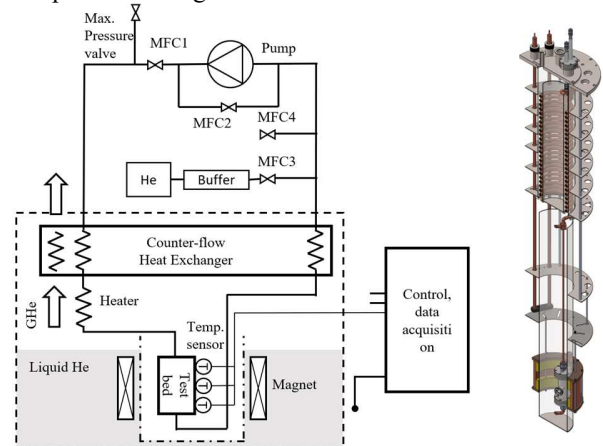 Max.
Pressure
valve
MFC1
Pump
MFC2
MFC4
MFC3
He
Buffer
Counter-flow
Heat Exchanger
GHe
Heater
Temp.
sensor
Control,
data
acquisiti
on
Liquid He
Test
bed
T
T
T
Magnet